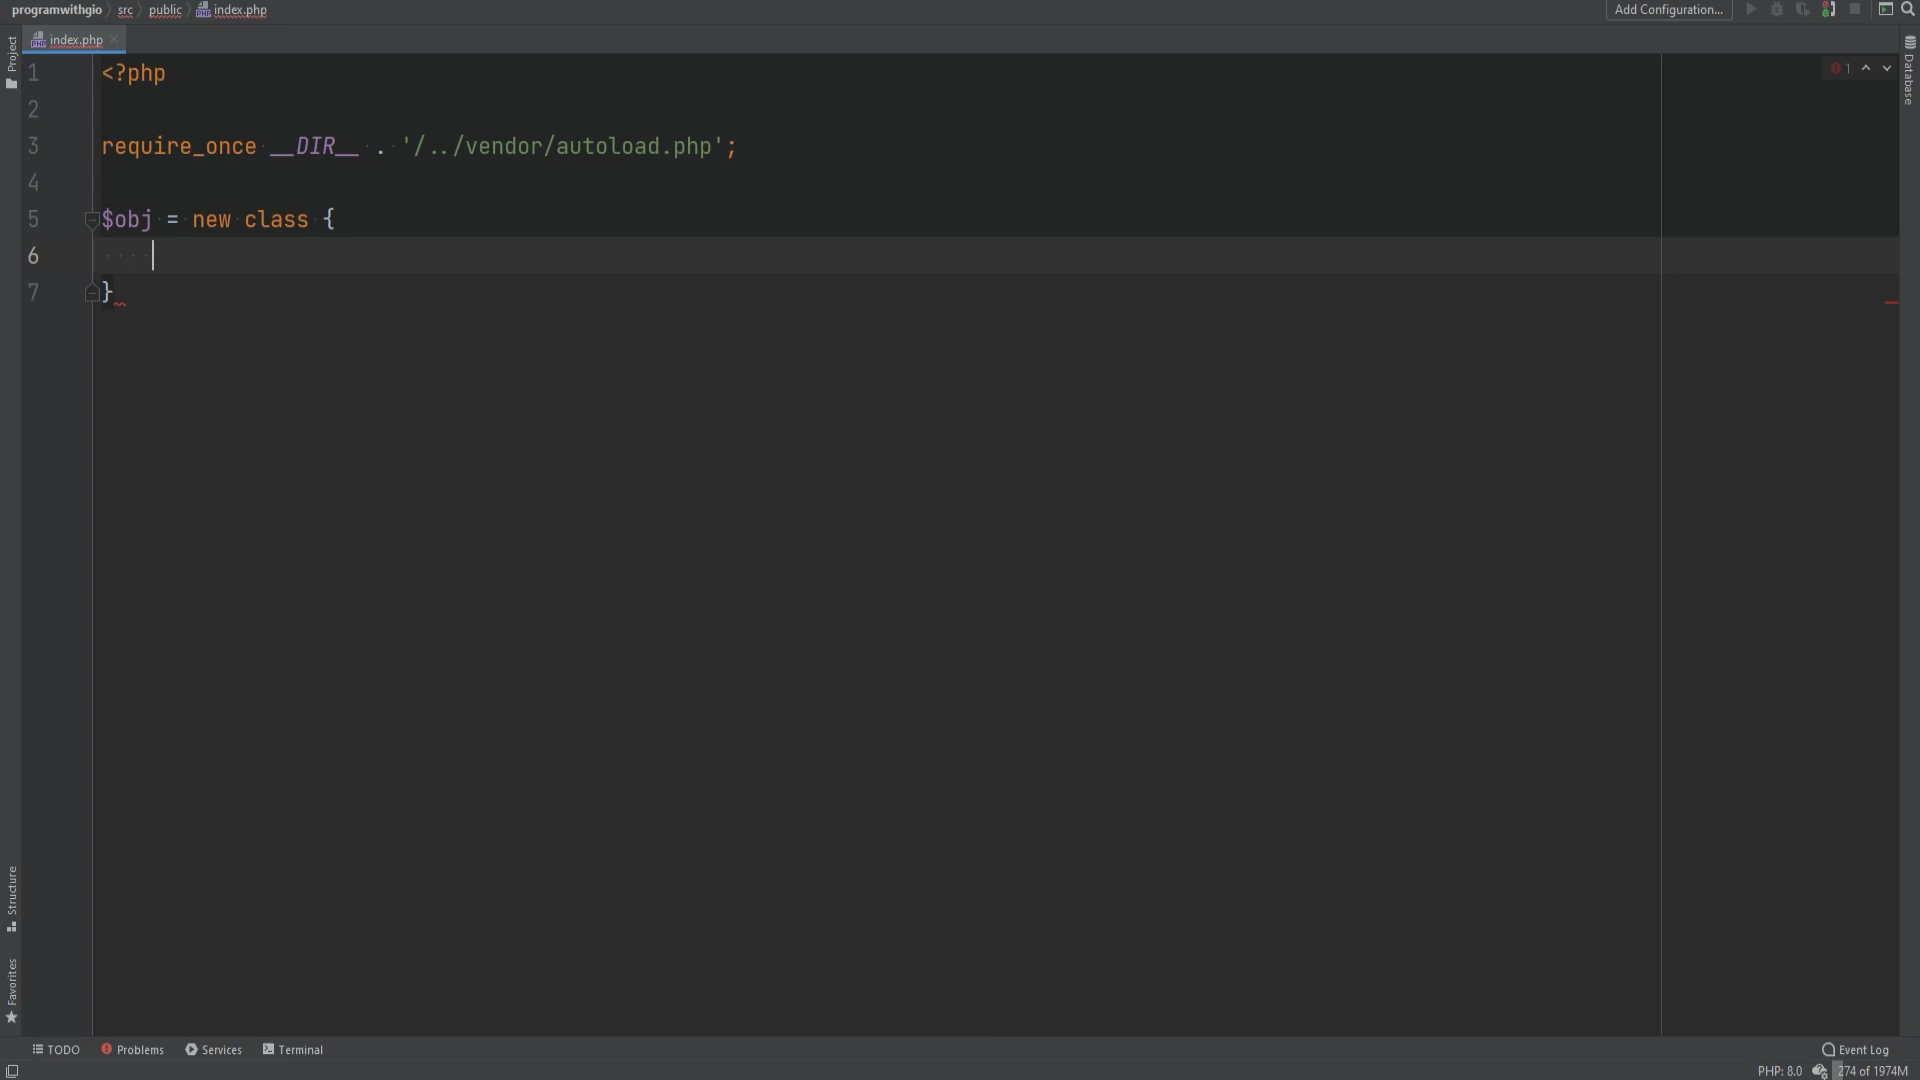 programwithgio src public index.php Add Configuration...
index.php
Project
Database
1
1 <?php
2
3 require_once __DIR__ . '/../vendor/autoload.php';
4
5 $obj = new class {
6
7 }
Structure
Favorites
TODO Problems Services Terminal Event Log
PHP: 8.0 274 of 1974M